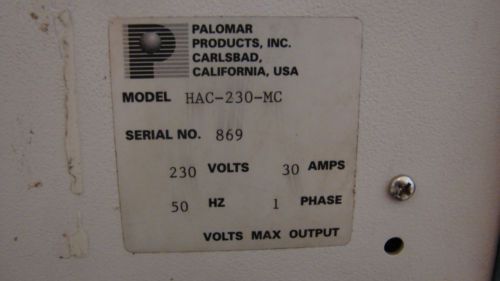 PALOMAR
PRODUCTS, INC.
CARLSBAD,
CALIFORNIA, USA
MODEL HAC-230-MC
SERIAL NO. 869
230 VOLTS 30 AMPS
50 HZ 1 PHASE
VOLTS MAX OUTPUT